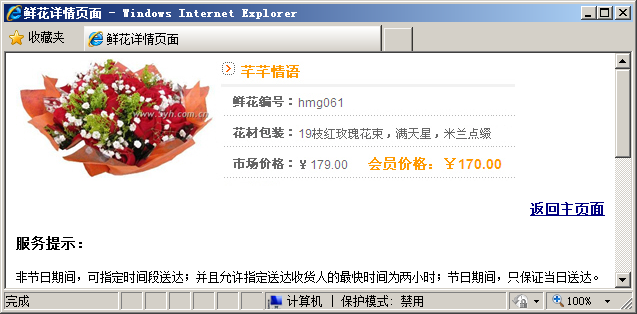 鲜花详情页面 - Windows Internet Explorer
收藏夹
鲜花详情页面
芊芊情语
www.syh.com.cn
鲜花编号：hmg061
花材包装：19枝红玫瑰花束，满天星，米兰点缀
市场价格：￥179.00 会员价格：￥170.00
返回主页面
服务提示：
非节日期间，可指定时间段送达；并且允许指定送达收货人的最快时间为两小时；节日期间，只保证当日送达。
完成
计算机 | 保护模式: 禁用
100%